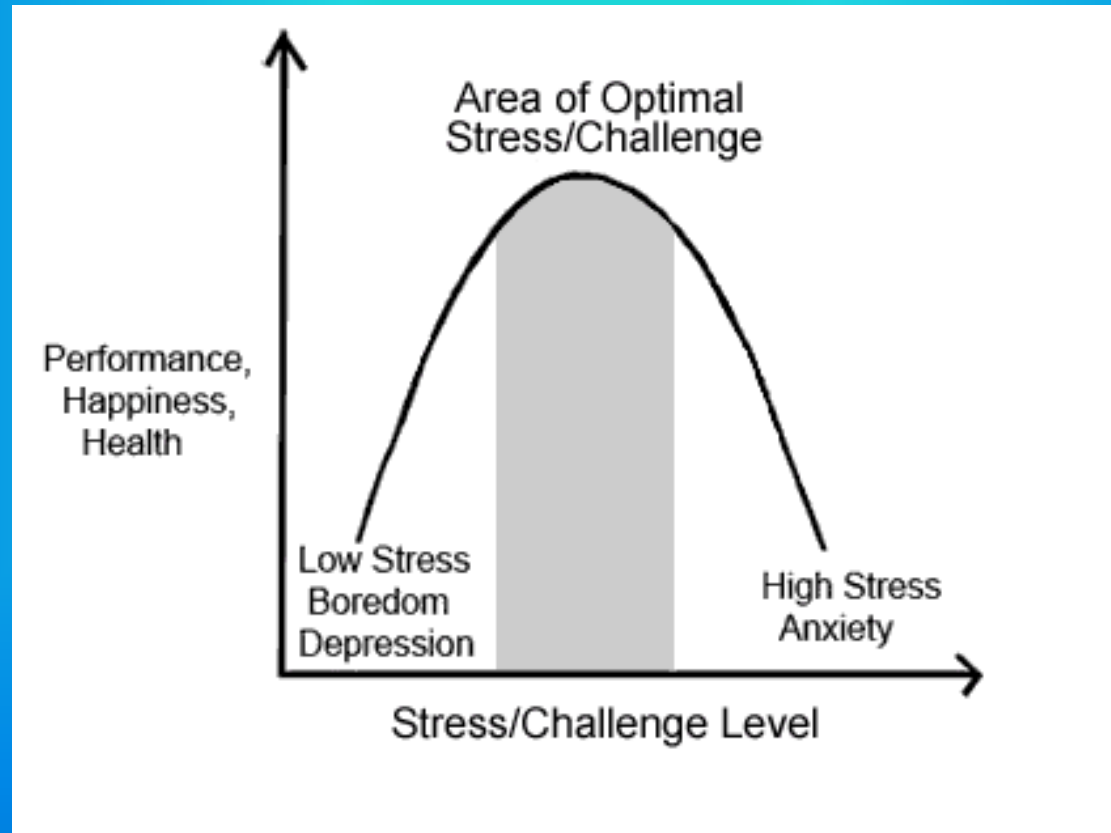 Area of Optimal
Stress/Challenge
Performance,
Happiness,
Health
Low Stress
Boredom
Depression
High Stress
Anxiety
Stress/Challenge Level